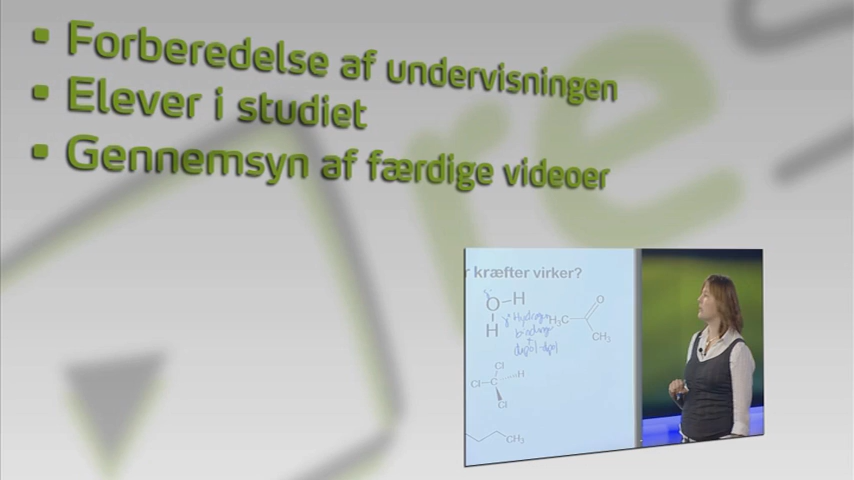 ▪ Forberedelse af undervisningen
▪ Elever i studiet
▪ Gennemsyn af færdige videoer
kræfter virker?
O–H
H
Hydrogen
H₃C
O
CH₃
dipol-dipol
Cl
Cl–C
H
Cl
CH₃